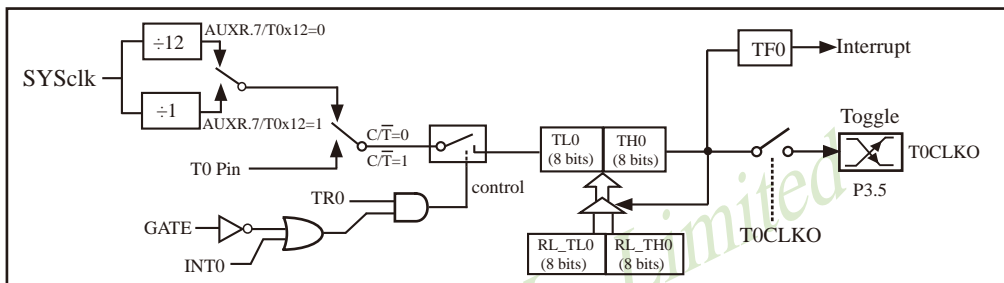 AUXR.7/T0x12=0
÷12
SYSclk
÷1
AUXR.7/T0x12=1
T0 Pin
C/T̅=0
C/T̅=1
TR0
GATE
INT0
control
TL0
(8 bits)
TH0
(8 bits)
RL_TL0
(8 bits)
RL_TH0
(8 bits)
TF0
Interrupt
Toggle
T0CLKO
P3.5
T0CLKO
Limited